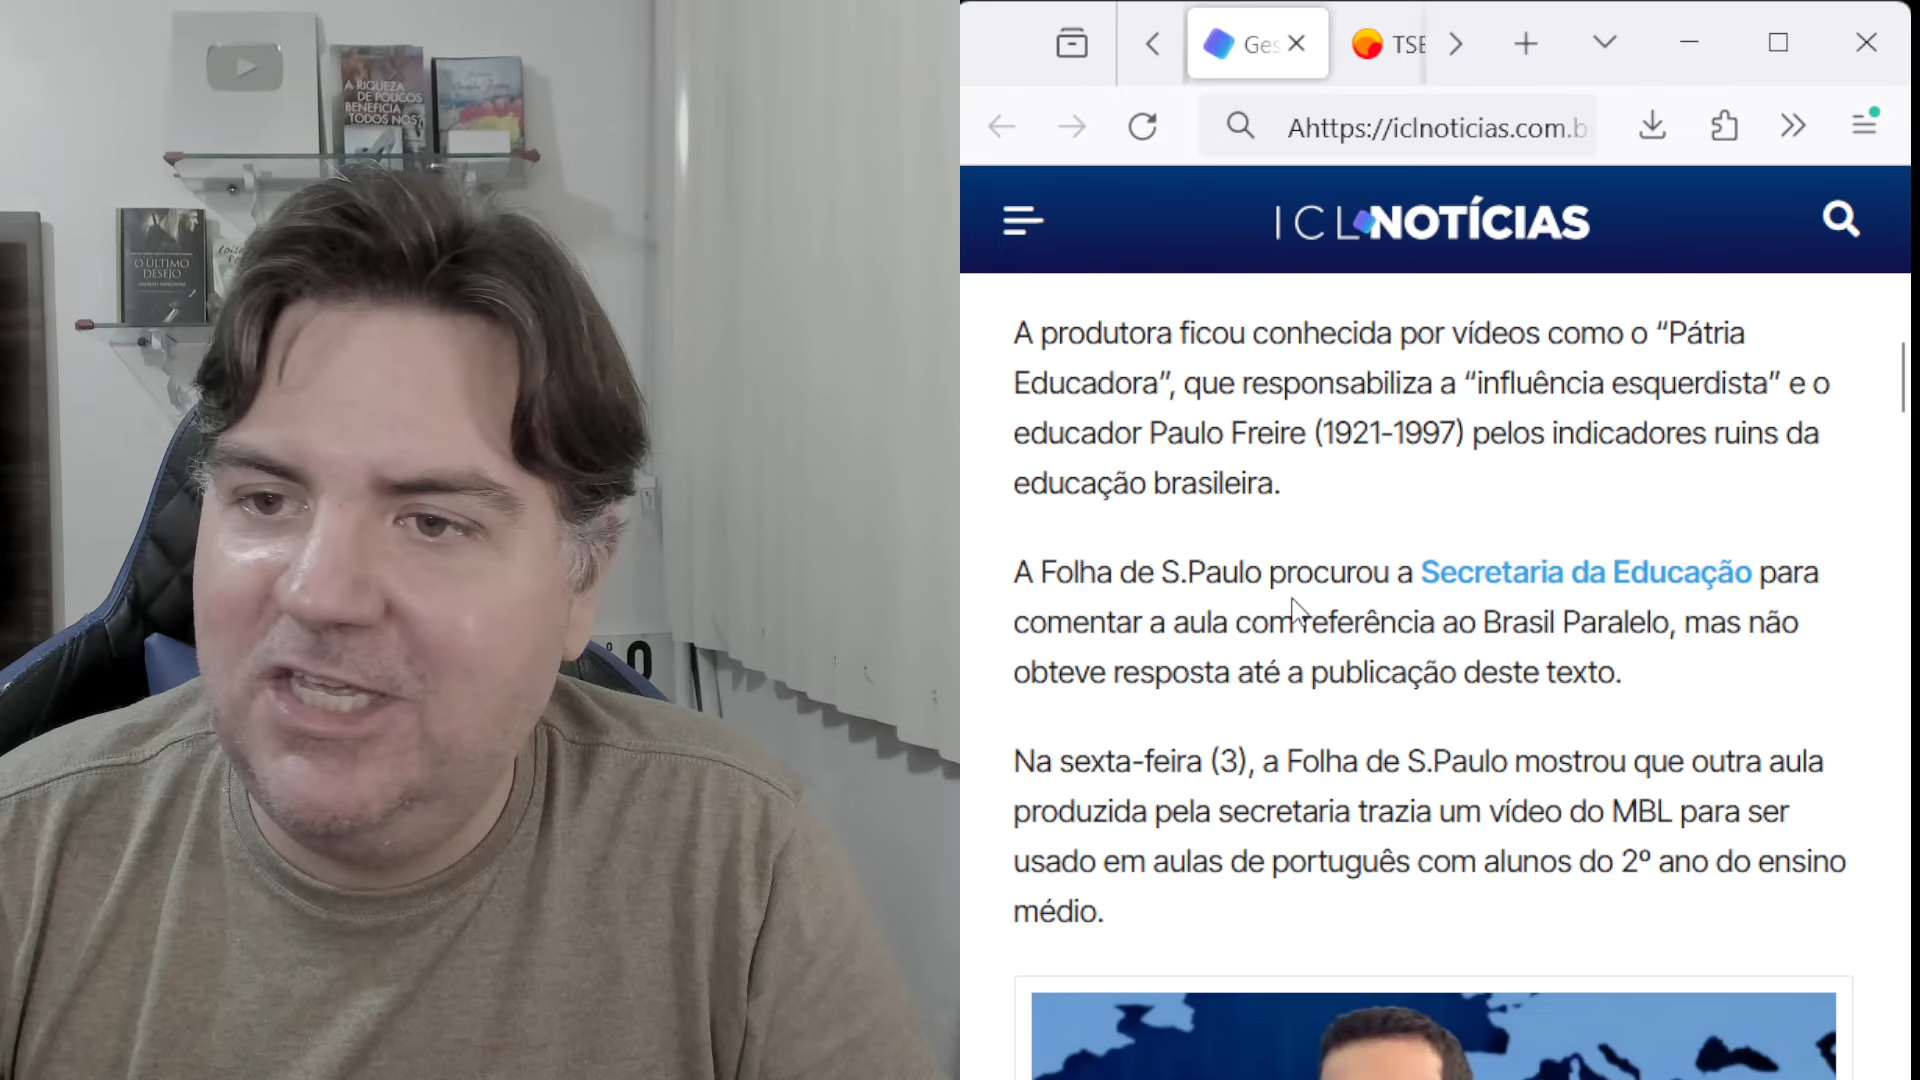 A RIQUEZA
DE POUCOS
BENEFICIA
TODOS NÓS?
O ÚLTIMO
DESEJO
Ges
TSE
Ahttps://iclnoticias.com.b
ICL NOTÍCIAS
A produtora ficou conhecida por vídeos como o “Pátria
Educadora”, que responsabiliza a “influência esquerdista” e o
educador Paulo Freire (1921-1997) pelos indicadores ruins da
educação brasileira.
A Folha de S.Paulo procurou a Secretaria da Educação para
comentar a aula com referência ao Brasil Paralelo, mas não
obteve resposta até a publicação deste texto.
Na sexta-feira (3), a Folha de S.Paulo mostrou que outra aula
produzida pela secretaria trazia um vídeo do MBL para ser
usado em aulas de português com alunos do 2º ano do ensino
médio.